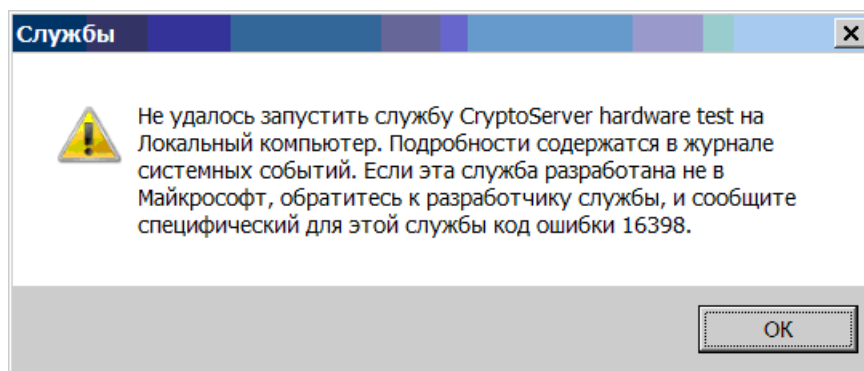 Службы
Не удалось запустить службу CryptoServer hardware test на
Локальный компьютер. Подробности содержатся в журнале
системных событий. Если эта служба разработана не в
Майкрософт, обратитесь к разработчику службы, и сообщите
специфический для этой службы код ошибки 16398.
OK